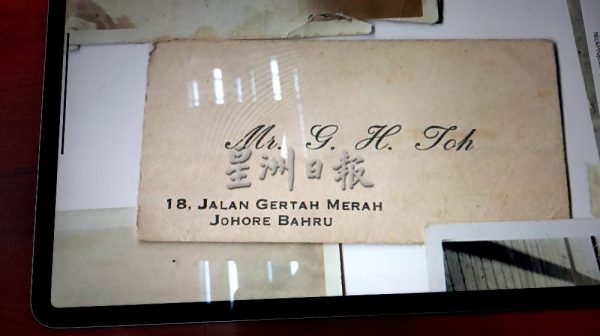 Mr. G. H. Toh
星洲日報
18, JALAN GERTAH MERAH
JOHORE BAHRU